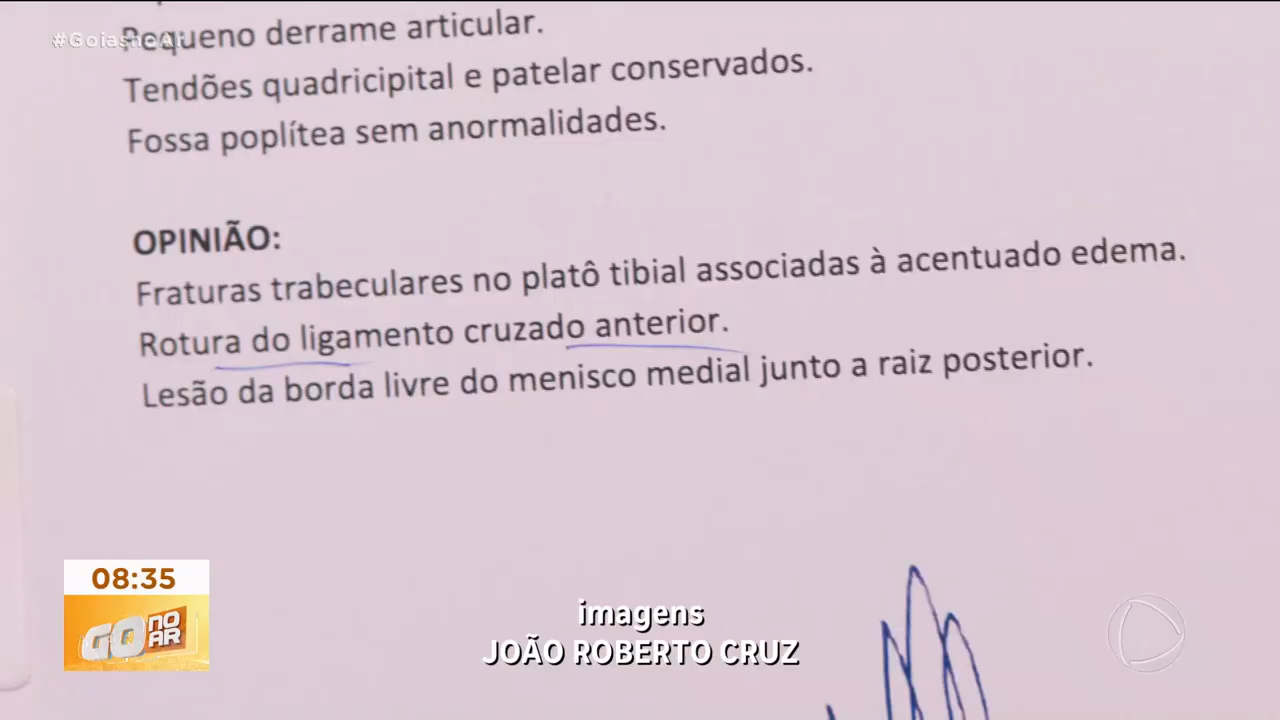 #GoiasnoAr
Pequeno derrame articular.
Tendões quadricipital e patelar conservados.
Fossa poplítea sem anormalidades.
OPINIÃO:
Fraturas trabeculares no platô tibial associadas à acentuado edema.
Rotura do ligamento cruzado anterior.
Lesão da borda livre do menisco medial junto a raiz posterior.
08:35
GO NO AR
imagens
JOÃO ROBERTO CRUZ